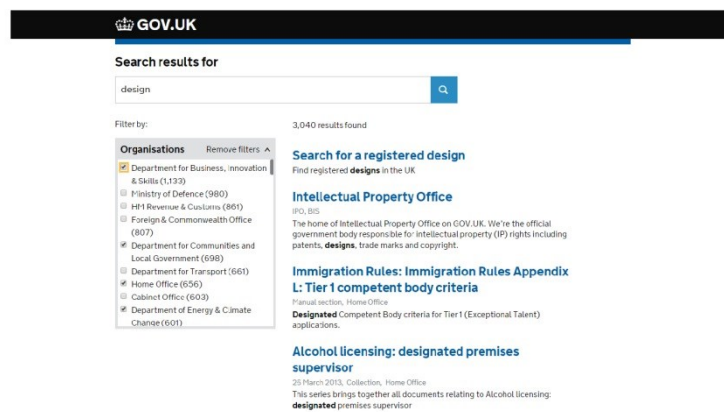 GOV.UK
Search results for
design
Filter by:
Organisations Remove filters
Department for Business, Innovation
& Skills (1,133)
Ministry of Defence (980)
HM Revenue & Customs (861)
Foreign & Commonwealth Office
(807)
Department for Communities and
Local Government (698)
Department for Transport (661)
Home Office (656)
Cabinet Office (603)
Department of Energy & Climate
Change (601)
3,040 results found
Search for a registered design
Find registered designs in the UK
Intellectual Property Office
IPO, BIS
The home of Intellectual Property Office on GOV.UK. We're the official
government body responsible for intellectual property (IP) rights including
patents, designs, trade marks and copyright.
Immigration Rules: Immigration Rules Appendix
L: Tier 1 competent body criteria
Manual section, Home Office
Designated Competent Body criteria for Tier 1 (Exceptional Talent)
applications.
Alcohol licensing: designated premises
supervisor
25 March 2013, Collection, Home Office
This series brings together all documents relating to Alcohol licensing:
designated premises supervisor